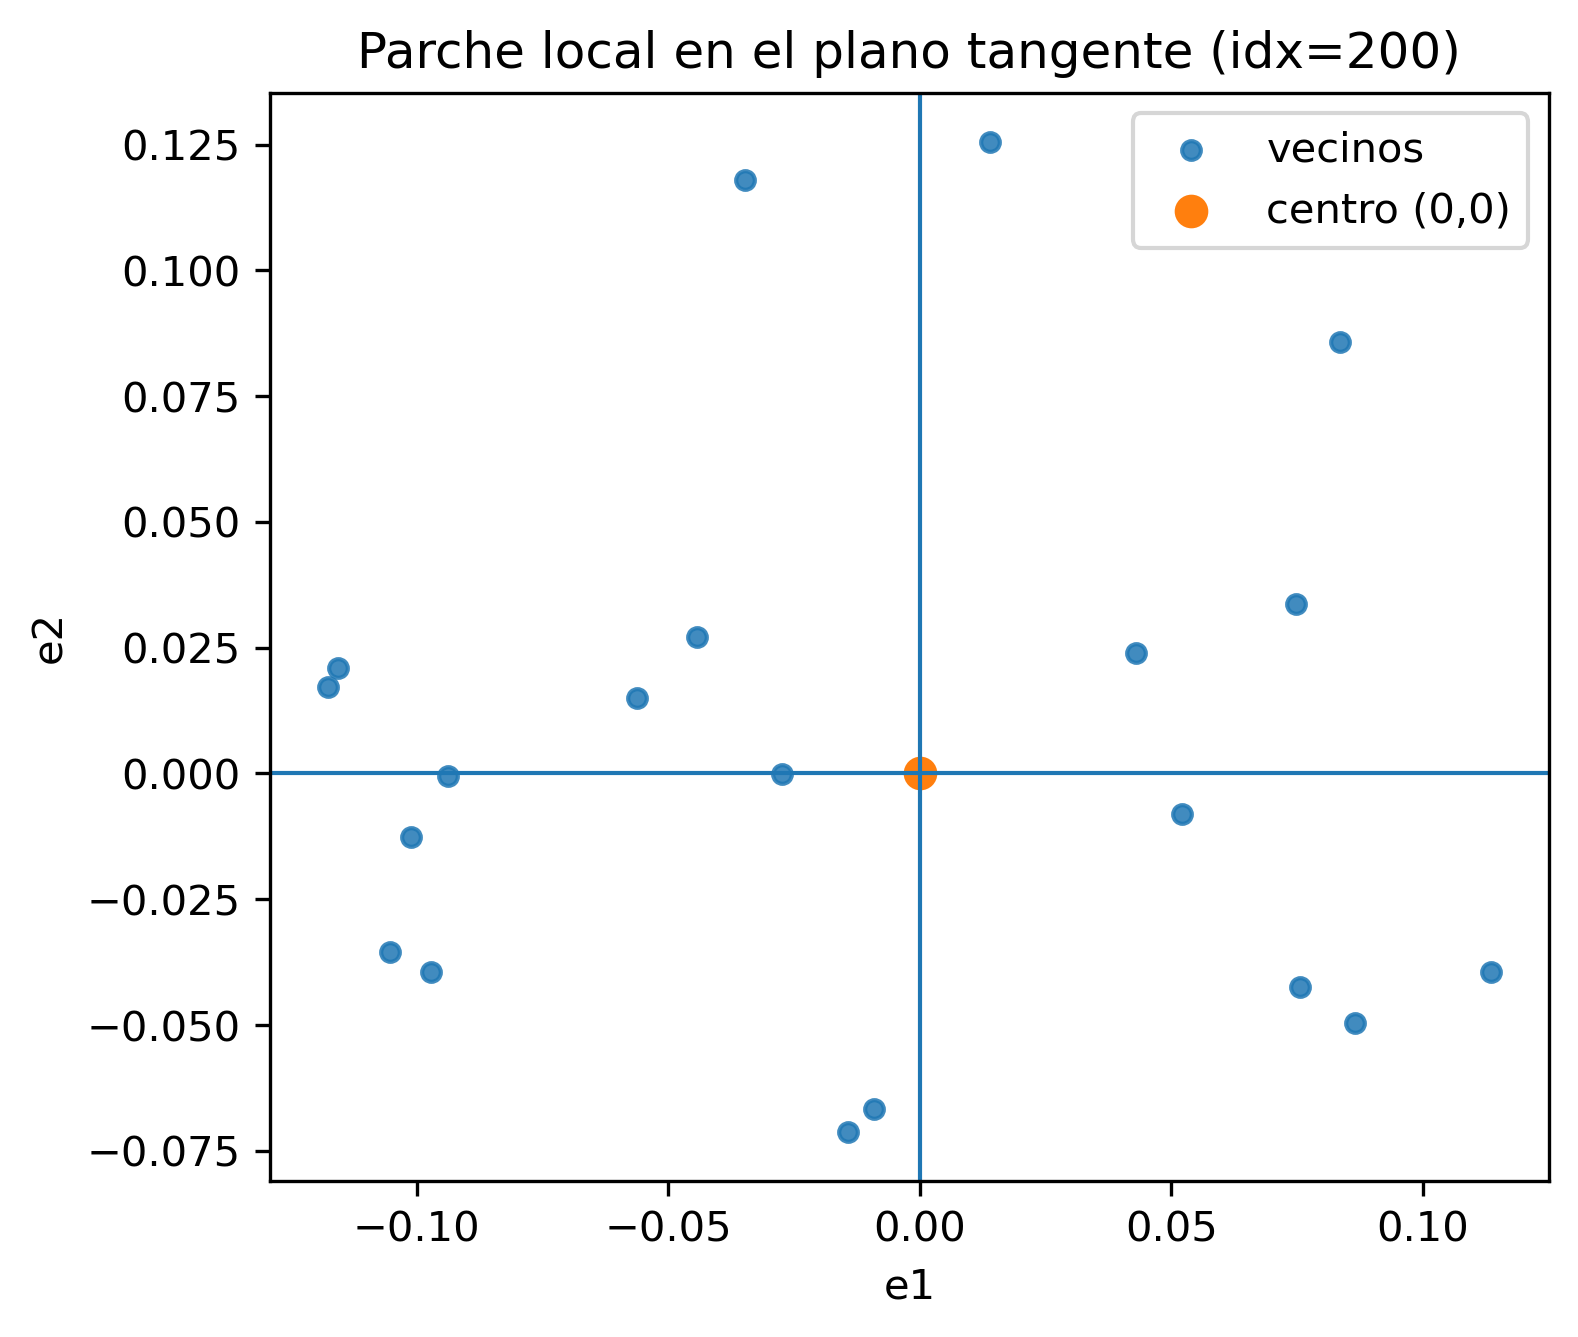 Parche local en el plano tangente (idx=200)
vecinos
centro (0,0)
0.125
0.100
0.075
0.050
0.025
0.000
−0.025
−0.050
−0.075
e2
−0.10
−0.05
0.00
0.05
0.10
e1